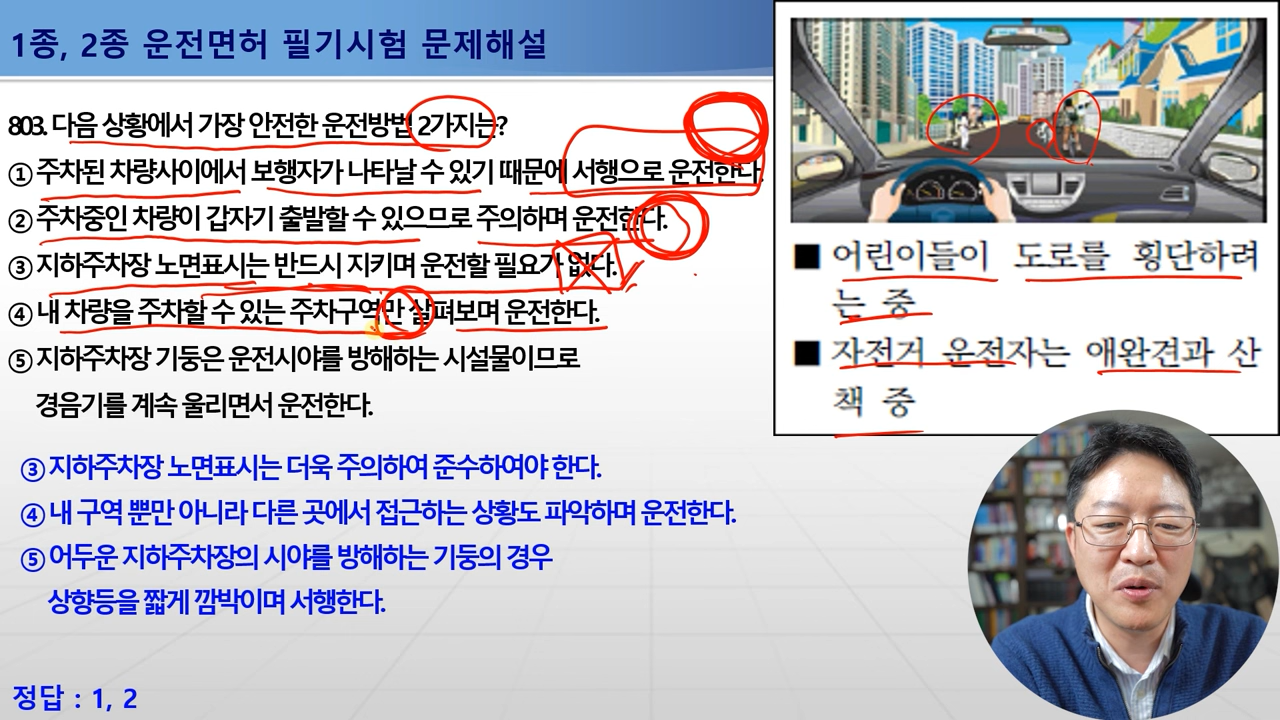 1종, 2종 운전면허 필기시험 문제해설
803. 다음 상황에서 가장 안전한 운전방법 2가지는?
① 주차된 차량사이에서 보행자가 나타날 수 있기 때문에 서행으로 운전한다.
② 주차중인 차량이 갑자기 출발할 수 있으므로 주의하며 운전한다.
③ 지하주차장 노면표시는 반드시 지키며 운전할 필요가 없다.
④ 내 차량을 주차할 수 있는 주차구역만 살펴보며 운전한다.
⑤ 지하주차장 기둥은 운전시야를 방해하는 시설물이므로
경음기를 계속 울리면서 운전한다.
③ 지하주차장 노면표시는 더욱 주의하여 준수하여야 한다.
④ 내 구역 뿐만 아니라 다른 곳에서 접근하는 상황도 파악하며 운전한다.
⑤ 어두운 지하주차장의 시야를 방해하는 기둥의 경우
상향등을 짧게 깜박이며 서행한다.
정답 : 1, 2
■ 어린이들이 도로를 횡단하려
는 중
■ 자전거 운전자는 애완견과 산
책 중